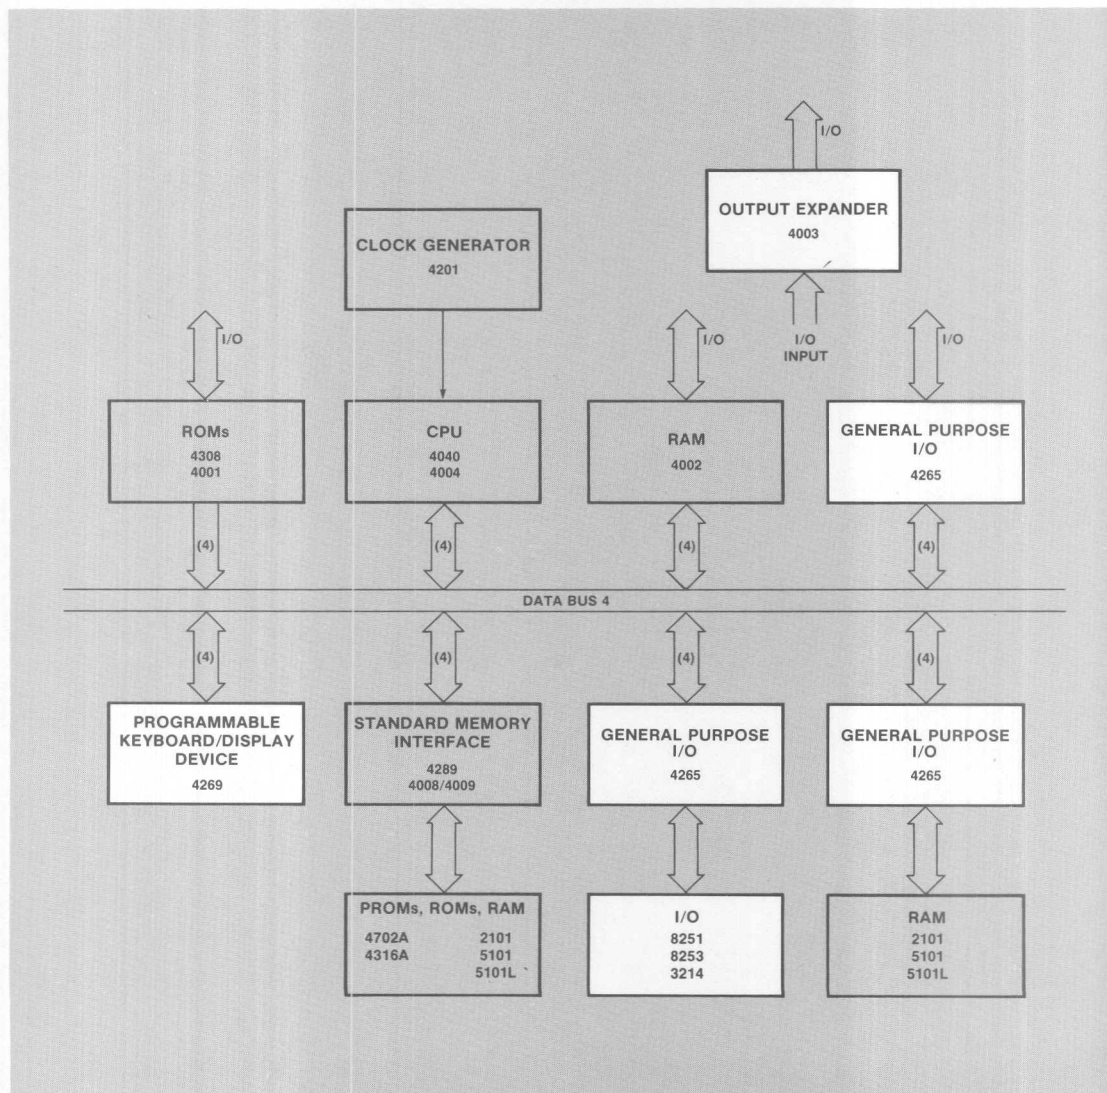 I/O
OUTPUT EXPANDER
4003
CLOCK GENERATOR
4201
I/O
I/O
I/O
INPUT
I/O
ROMs
4308
4001
CPU
4040
4004
RAM
4002
GENERAL PURPOSE
I/O
4265
(4)
(4)
(4)
(4)
DATA BUS 4
(4)
(4)
(4)
(4)
PROGRAMMABLE
KEYBOARD/DISPLAY
DEVICE
4269
STANDARD MEMORY
INTERFACE
4289
4008/4009
GENERAL PURPOSE
I/O
4265
GENERAL PURPOSE
I/O
4265
PROMs, ROMs, RAM
4702A 2101
4316A 5101
5101L
I/O
8251
8253
3214
RAM
2101
5101
5101L